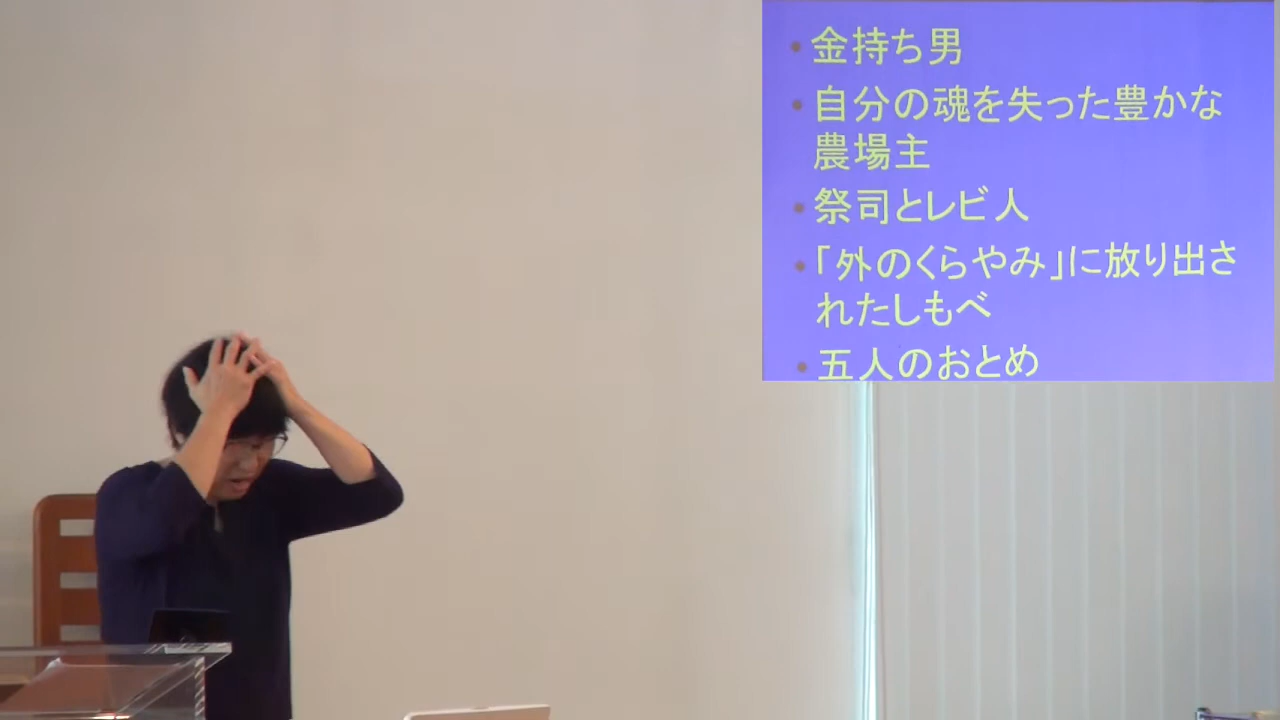 • 金持ち男
• 自分の魂を失った豊かな
農場主
• 祭司とレビ人
• 「外のくらやみ」に放り出さ
れたしもべ
• 五人のおとめ